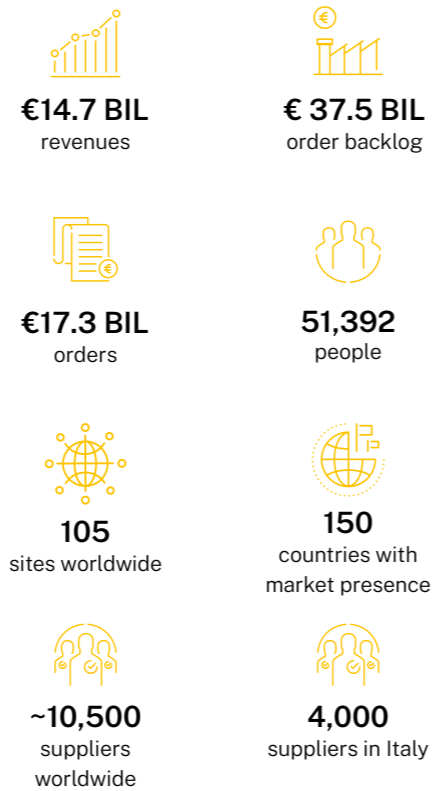 €14.7 BIL
revenues
€ 37.5 BIL
order backlog
€17.3 BIL
orders
51,392
people
105
sites worldwide
150
countries with
market presence
~10,500
suppliers
worldwide
4,000
suppliers in Italy